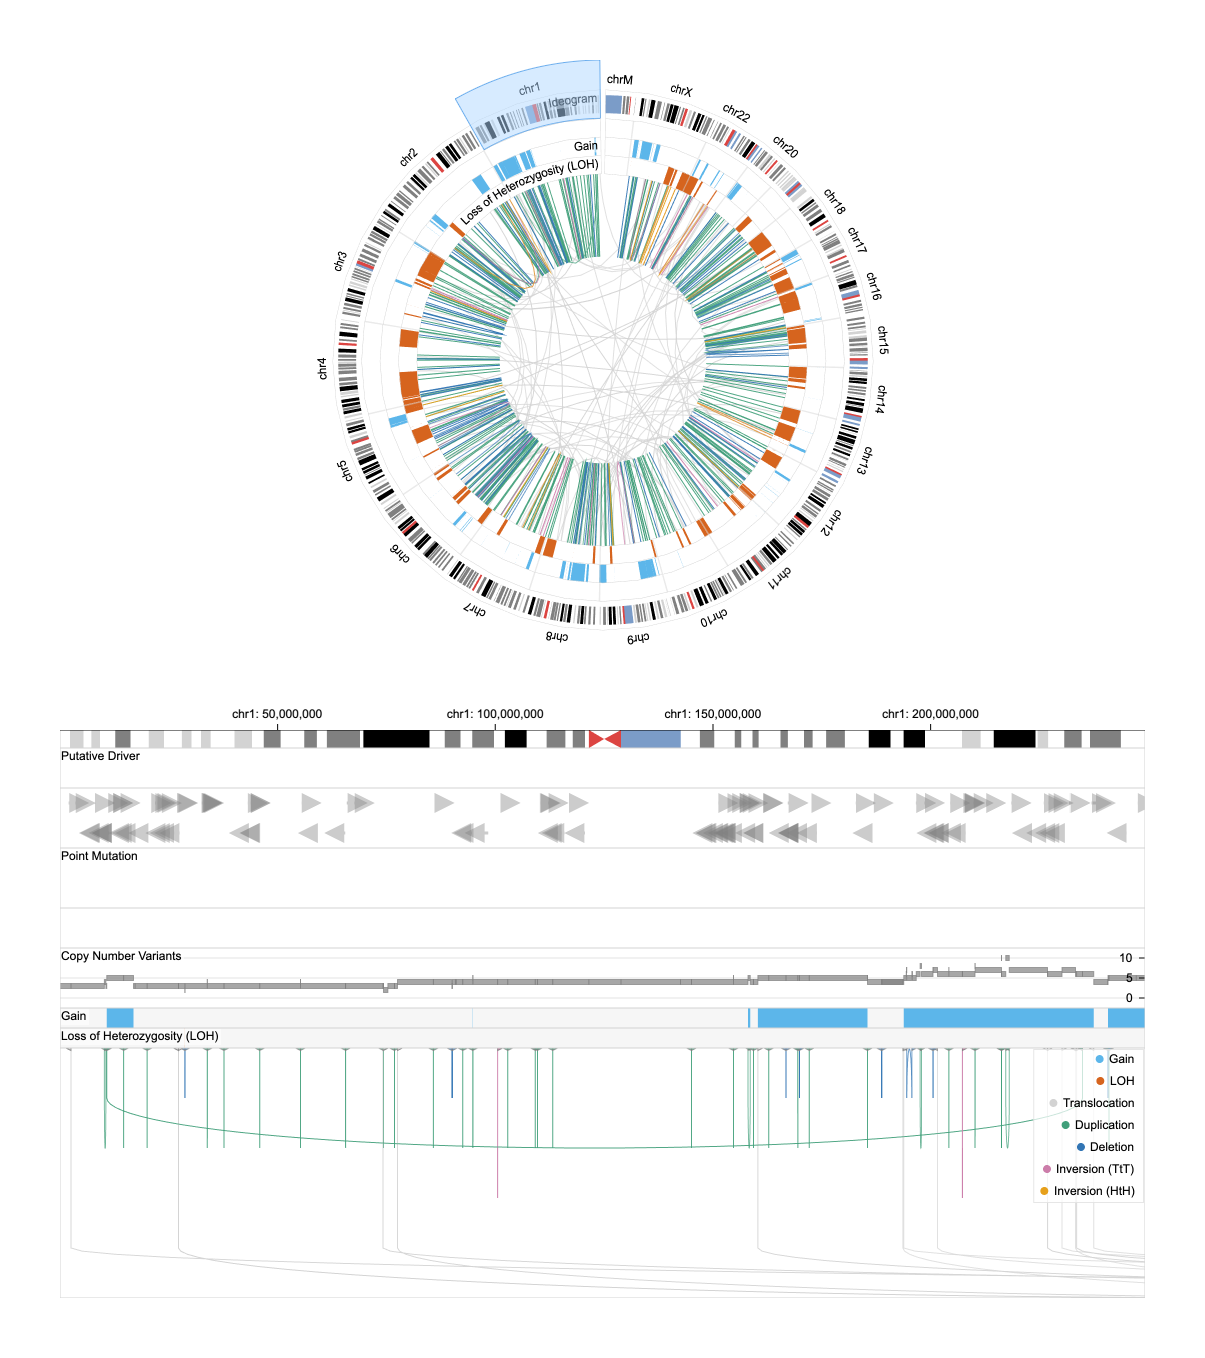 chrM
chrX
chr22
chr20
chr18
chr17
chr16
chr15
chr14
chr13
chr12
chr11
chr10
chr9
chr8
chr7
chr6
chr5
chr4
chr3
chr2
chr1
Ideogram
Gain
Loss of Heterozygosity (LOH)
chr1: 50,000,000
chr1: 100,000,000
chr1: 150,000,000
chr1: 200,000,000
Putative Driver
Point Mutation
Copy Number Variants
10
5
0
Gain
Loss of Heterozygosity (LOH)
Gain
LOH
Translocation
Duplication
Deletion
Inversion (TtT)
Inversion (HtH)